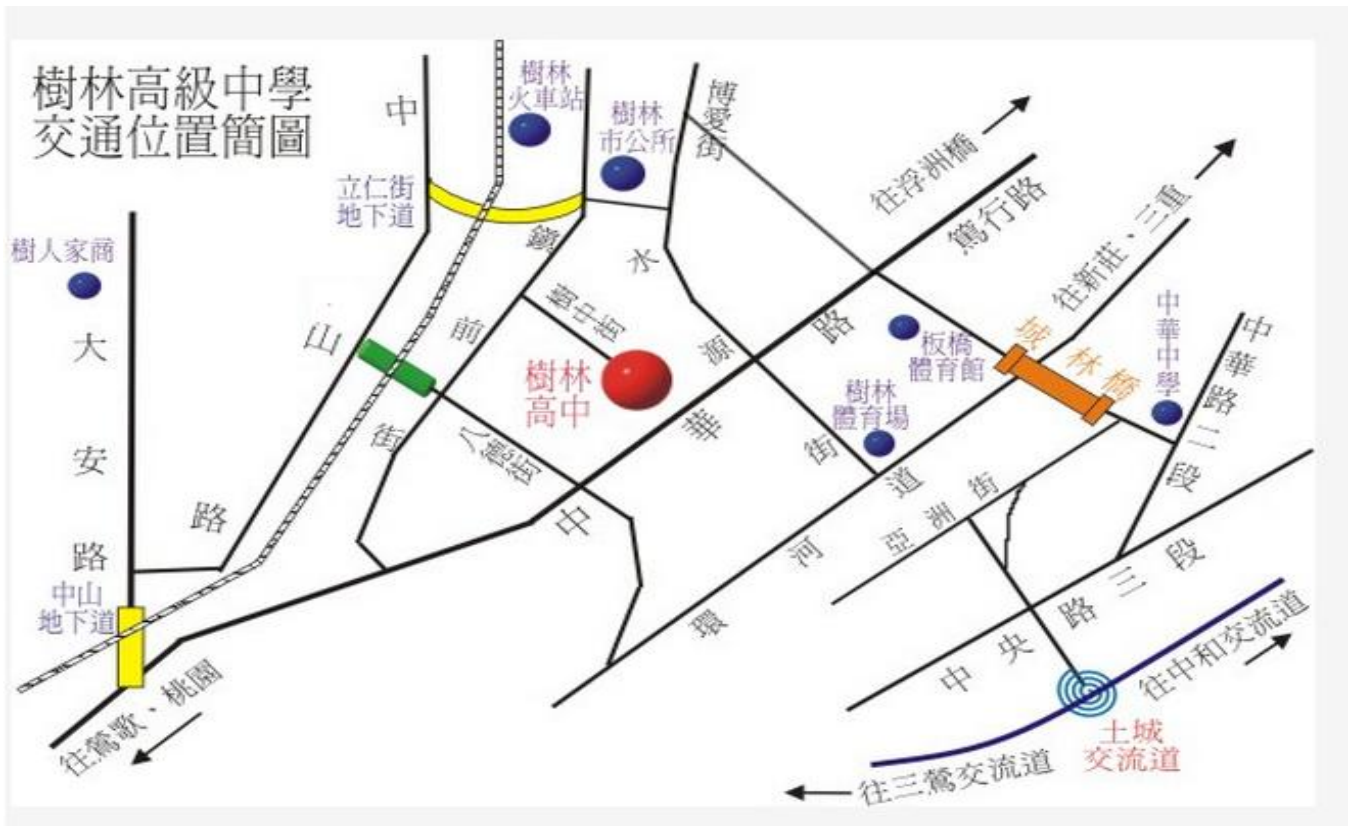 樹林高級中學
交通位置簡圖
中山路
樹林
火車站
樹林
市公所
博愛街
往浮洲橋
篤行路
往新莊、三重
立仁街
地下道
樹人家商
大安路
鎮前街
樹中街
水源街
樹林
高中
八德街
中華路
板橋
體育館
樹林
體育場
城林橋
中華中學
中華路二段
環河道
亞洲街
中央路三段
中山
地下道
往鶯歌、桃園
往中和交流道
土城
交流道
往三鶯交流道